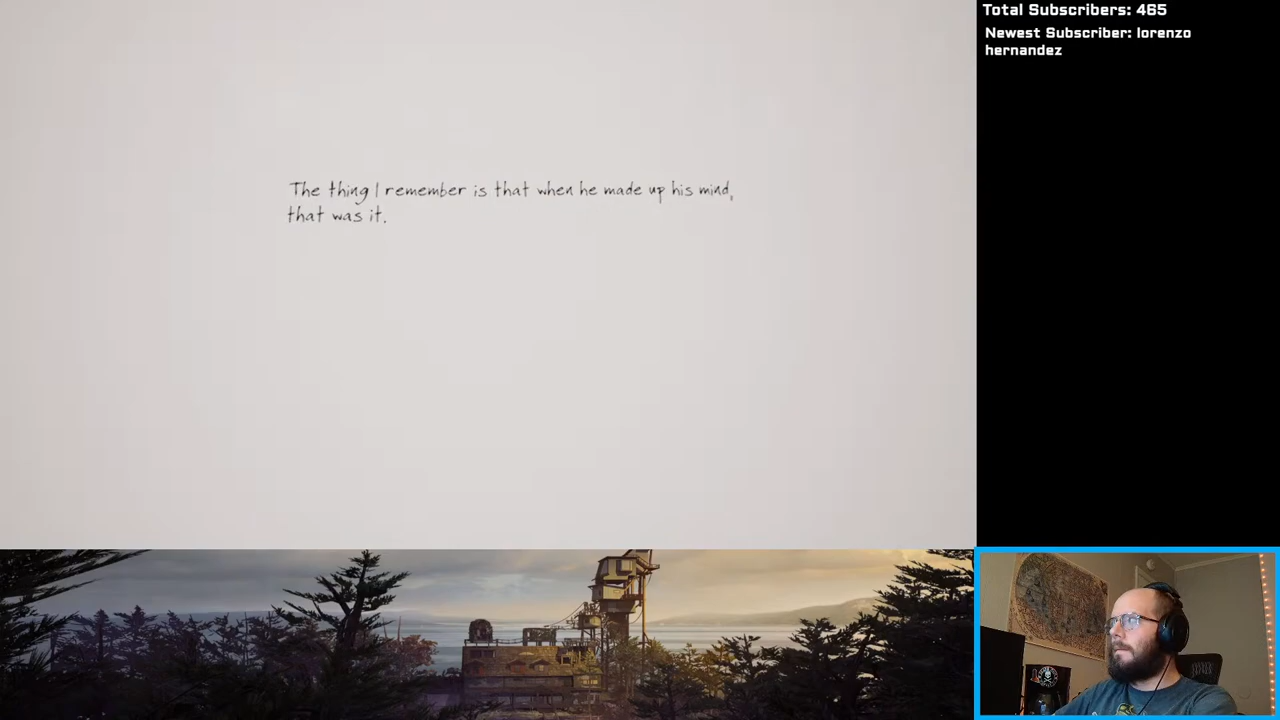 Total Subscribers: 465
Newest Subscriber: lorenzo
hernandez
The thing I remember is that when he made up his mind,
that was it.